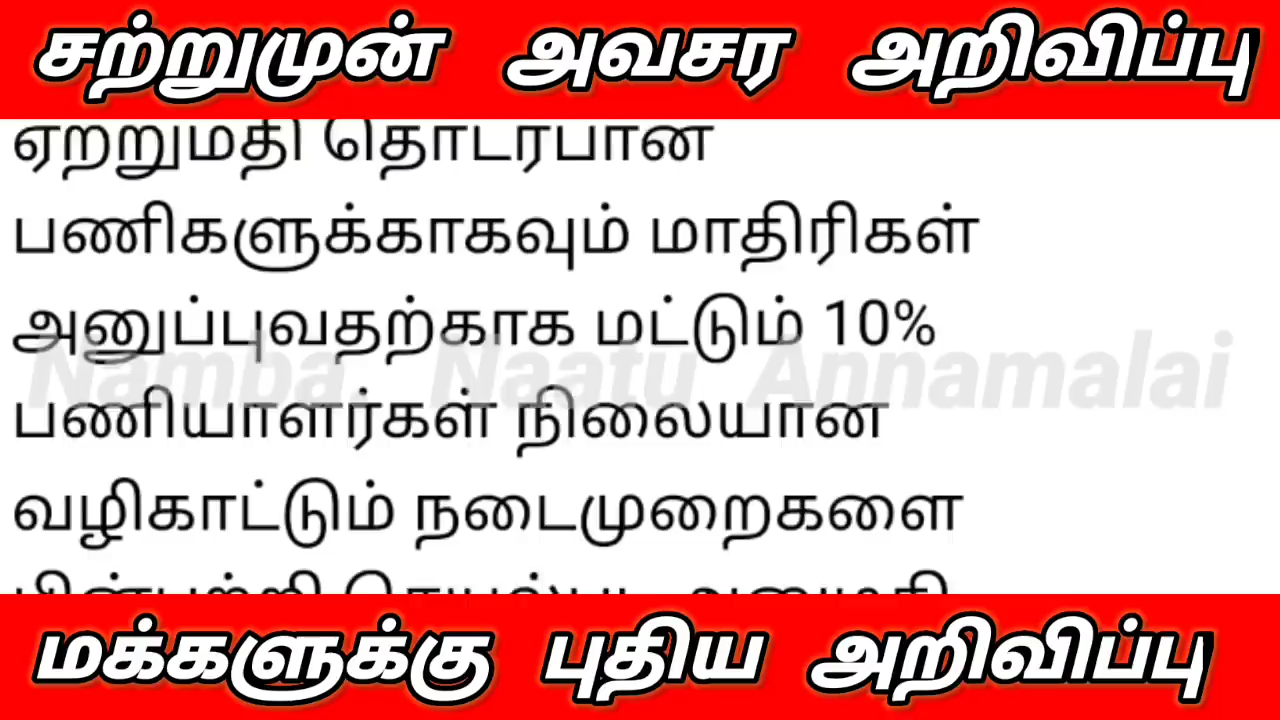 சற்றுமுன் அவசர அறிவிப்பு
ஏற்றுமதி தொடர்பான
பணிகளுக்காகவும் மாதிரிகள்
அனுப்புவதற்காக மட்டும் 10%
Namba Naatu Annamalai
பணியாளர்கள் நிலையான
வழிகாட்டும் நடைமுறைகளை
மக்களுக்கு புதிய அறிவிப்பு